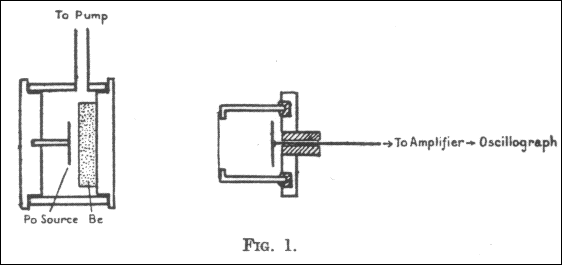 To Pump
→To Amplifier→Oscillograph
Po Source Be
FIG. 1.